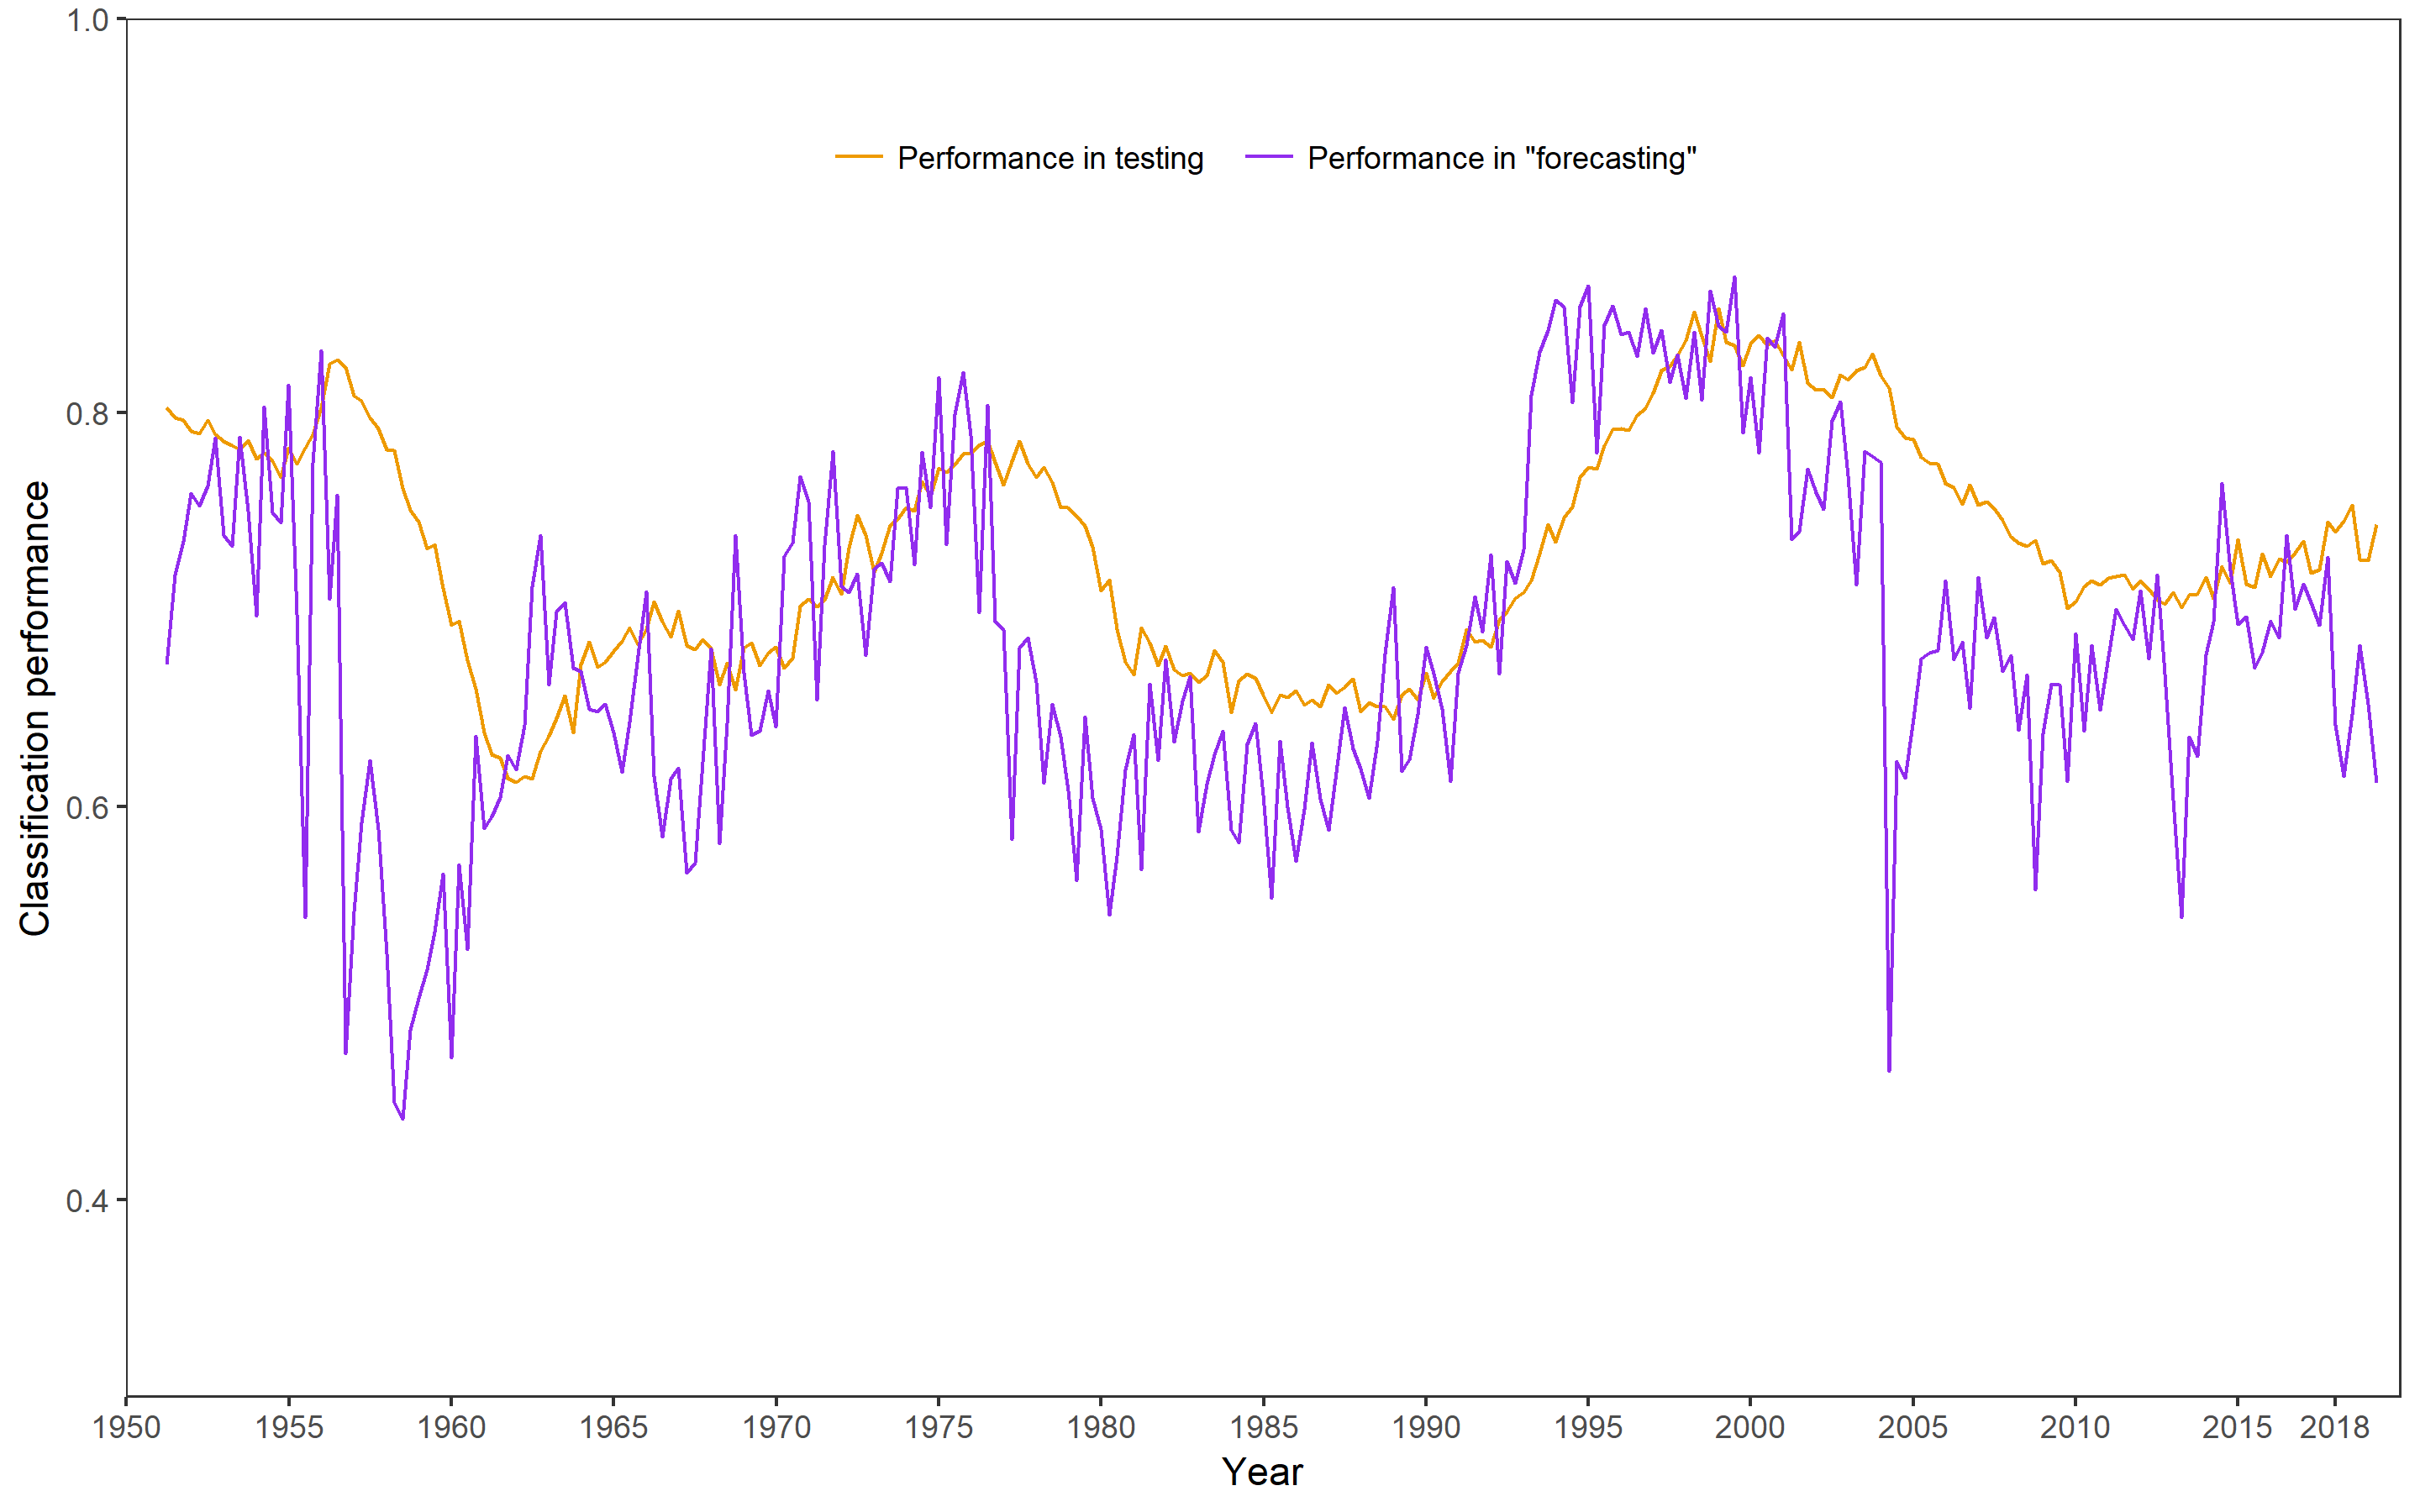 1.0
Performance in testing Performance in "forecasting"
0.8
Classification performance
0.6
0.4
1950 1955 1960 1965 1970 1975 1980 1985 1990 1995 2000 2005 2010 2015 2018
Year